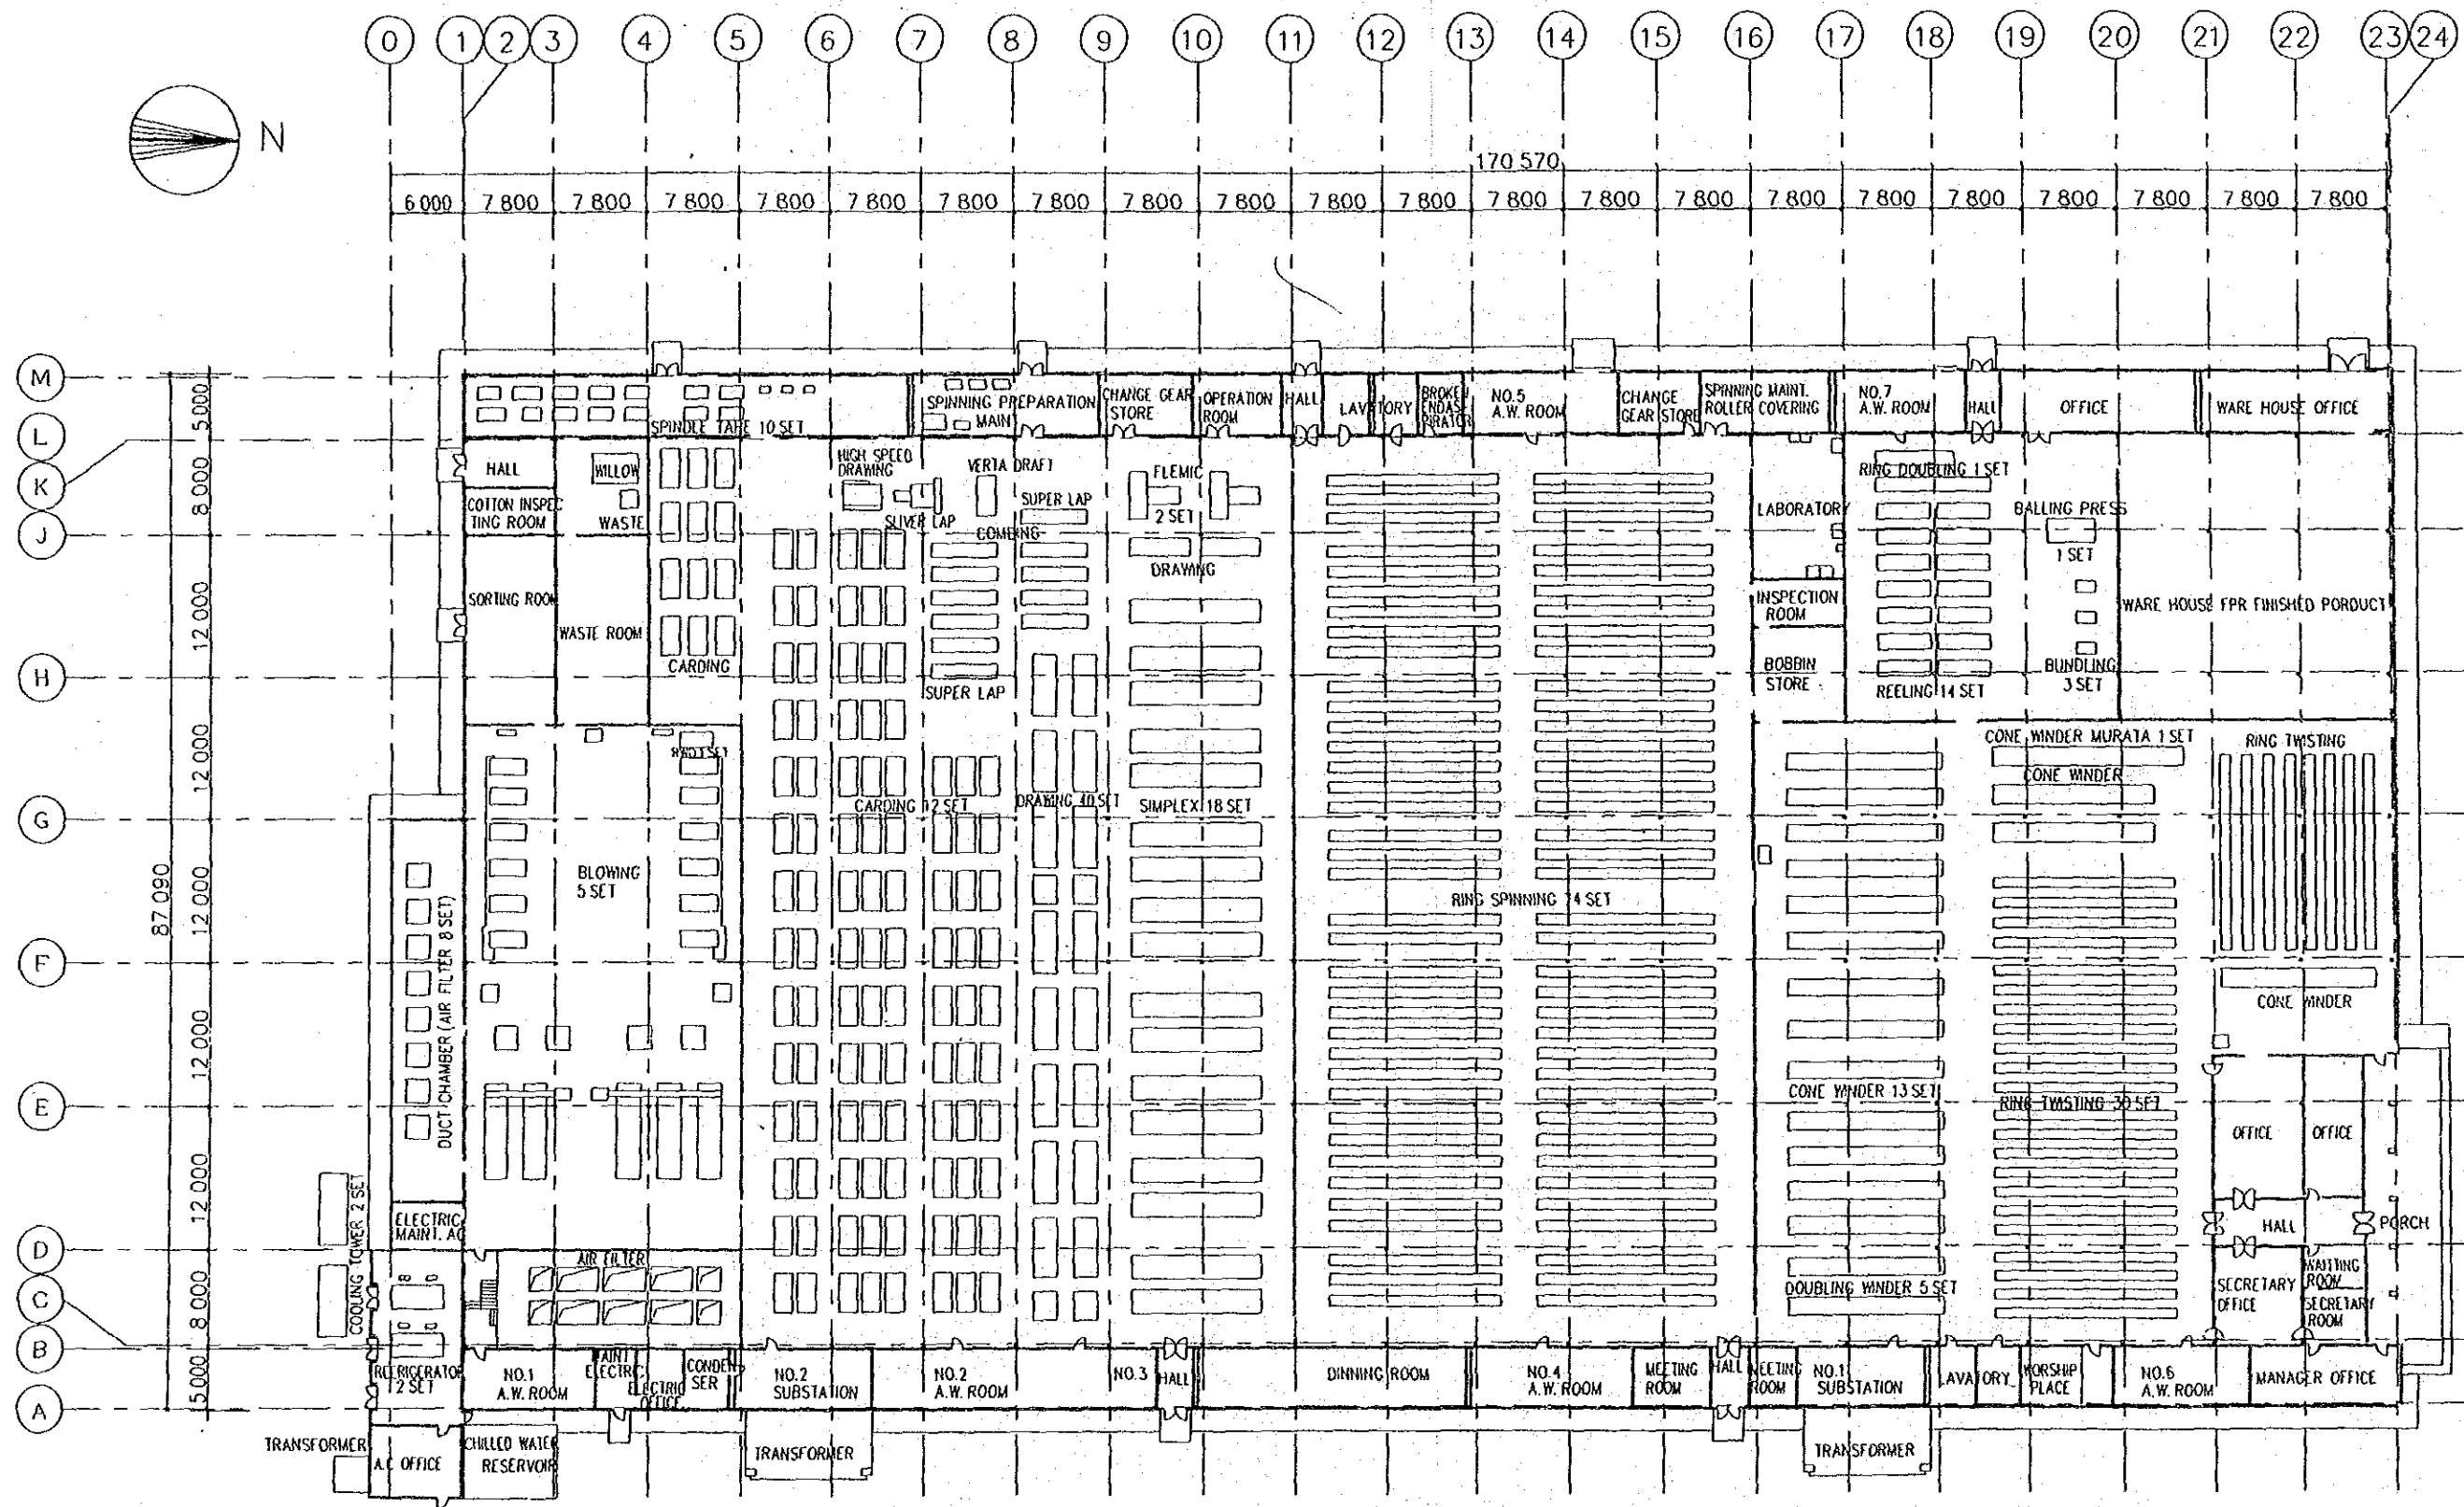 0 1 2 3 4 5 6 7 8 9 10 11 12 13 14 15 16 17 18 19 20 21 22 23 24
N
170 570
6 000 7 800 7 800 7 800 7 800 7 800 7 800 7 800 7 800 7 800 7 800 7 800 7 800 7 800 7 800 7 800 7 800 7 800 7 800 7 800 7 800 7 800
M
L
K
J
H
G
F
E
D
C
B
A
87 090
5 000
8 000
12 000
12 000
12 000
12 000
12 000
8 000
5 000
SPINDLE TAPE 10 SET
SPINNING PREPARATION
MAIN
CHANGE GEAR
STORE
OPERATION
ROOM
HALL
LAVATORY
BROKEN
NO.5
A.W. ROOM
CHANGE
GEAR STORE
SPINNING MAINT.
ROLLER COVERING
NO.7
A.W. ROOM
HALL
OFFICE
WARE HOUSE OFFICE
HALL
WILLOW
COTTON INSPEC
TING ROOM
WASTE
SORTING ROOM
WASTE ROOM
CARDING
HIGH SPEED
DRAWING
SLIVER LAP
VERTA DRAFT
SUPER LAP
COMBING
SUPER LAP
FLEMIC
2 SET
DRAWING
LABORATORY
INSPECTION
ROOM
BOBBIN
STORE
RING DOUBLING 1 SET
REELING 14 SET
BALLING PRESS
1 SET
BUNDLING
3 SET
WARE HOUSE FPR FINISHED PORDUCT
BLOWING
5 SET
CARDING 12 SET
DRAWING 40 SET
SIMPLEX 18 SET
RING SPINNING 74 SET
CONE WINDER MURATA 1 SET
CONE WINDER
RING TWISTING
CONE WINDER
CONE WINDER 13 SET
RING TWISTING 30 SET
DOUBLING WINDER 5 SET
OFFICE
OFFICE
HALL
PORCH
SECRETARY
OFFICE
WAITTING
ROOM
SECRETARY
ROOM
DUCT CHAMBER (AIR FILTER 8 SET)
COOLING TOWER 2 SET
ELECTRIC
MAINT. AC
AIR FILTER
REFRIGERATOR
2 SET
NO.1
A.W. ROOM
MAINT
ELECTRIC
ELECTRIC
OFFICE
CONDEN
SER
NO.2
SUBSTATION
NO.2
A.W. ROOM
NO.3
HALL
DINNING ROOM
NO.4
A.W. ROOM
MEETING
ROOM
HALL
MEETING
ROOM
NO.1
SUBSTATION
LAVATORY
WORSHIP
PLACE
NO.6
A.W. ROOM
MANAGER OFFICE
TRANSFORMER
A.C OFFICE
CHILLED WATER
RESERVOIR
TRANSFORMER
TRANSFORMER